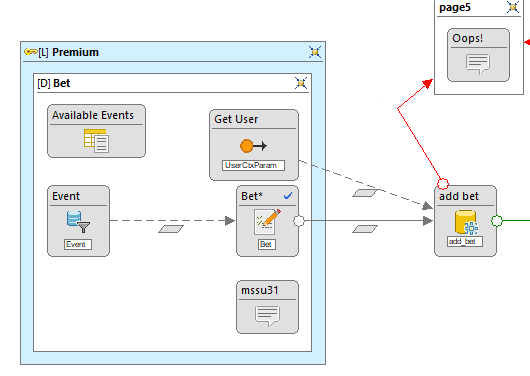 page5
Oops!
[L] Premium
[D] Bet
Available Events
Get User
UserCtxParam
Event
Event
Bet*
Bet
add bet
add_bet
mssu31